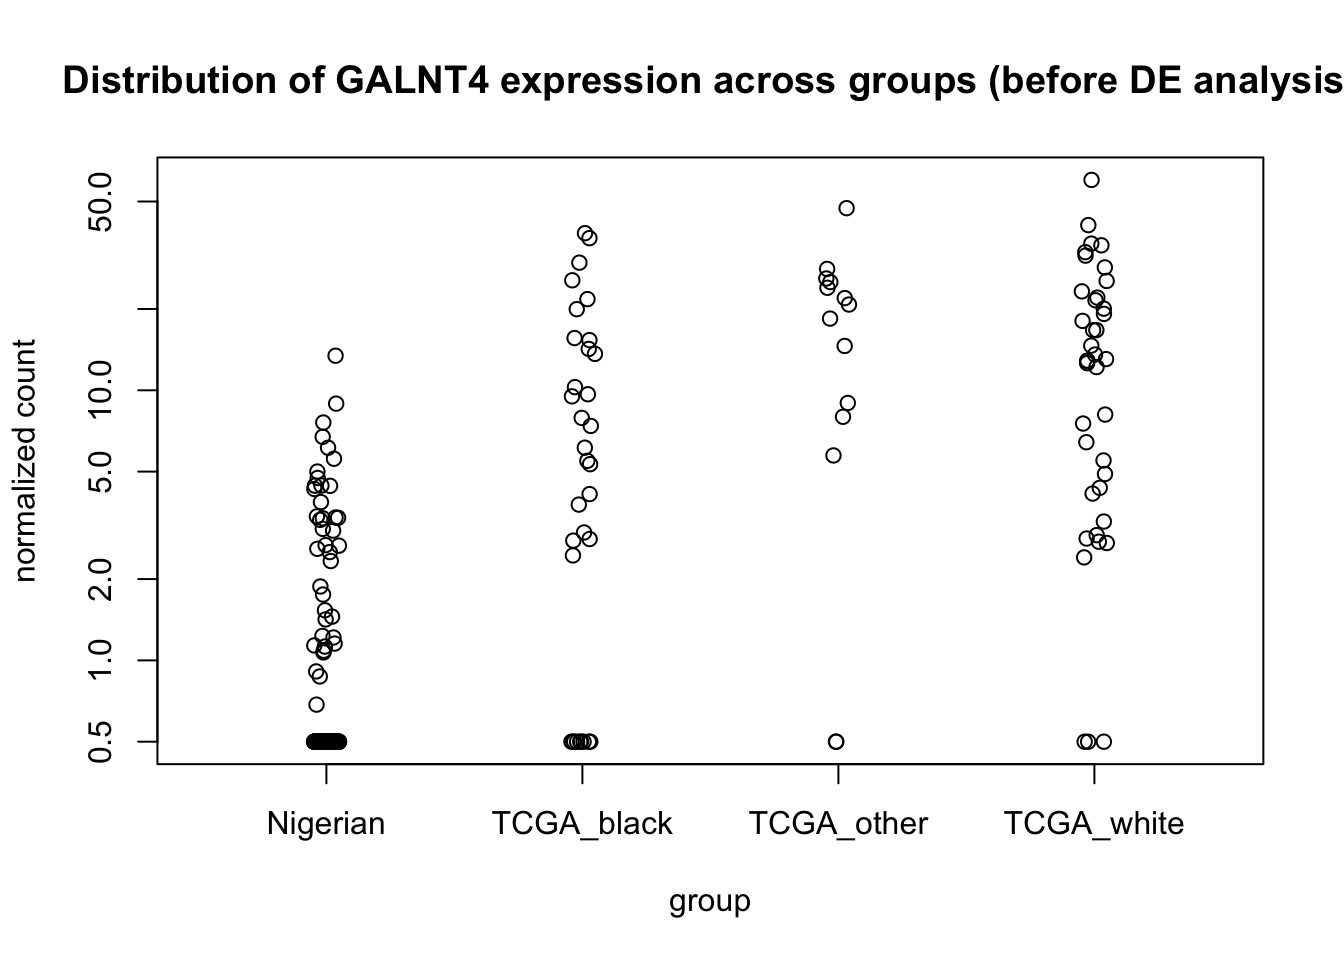 Distribution of GALNT4 expression across groups (before DE analysis
normalized count
50.0
10.0
5.0
2.0
1.0
0.5
Nigerian TCGA_black TCGA_other TCGA_white
group